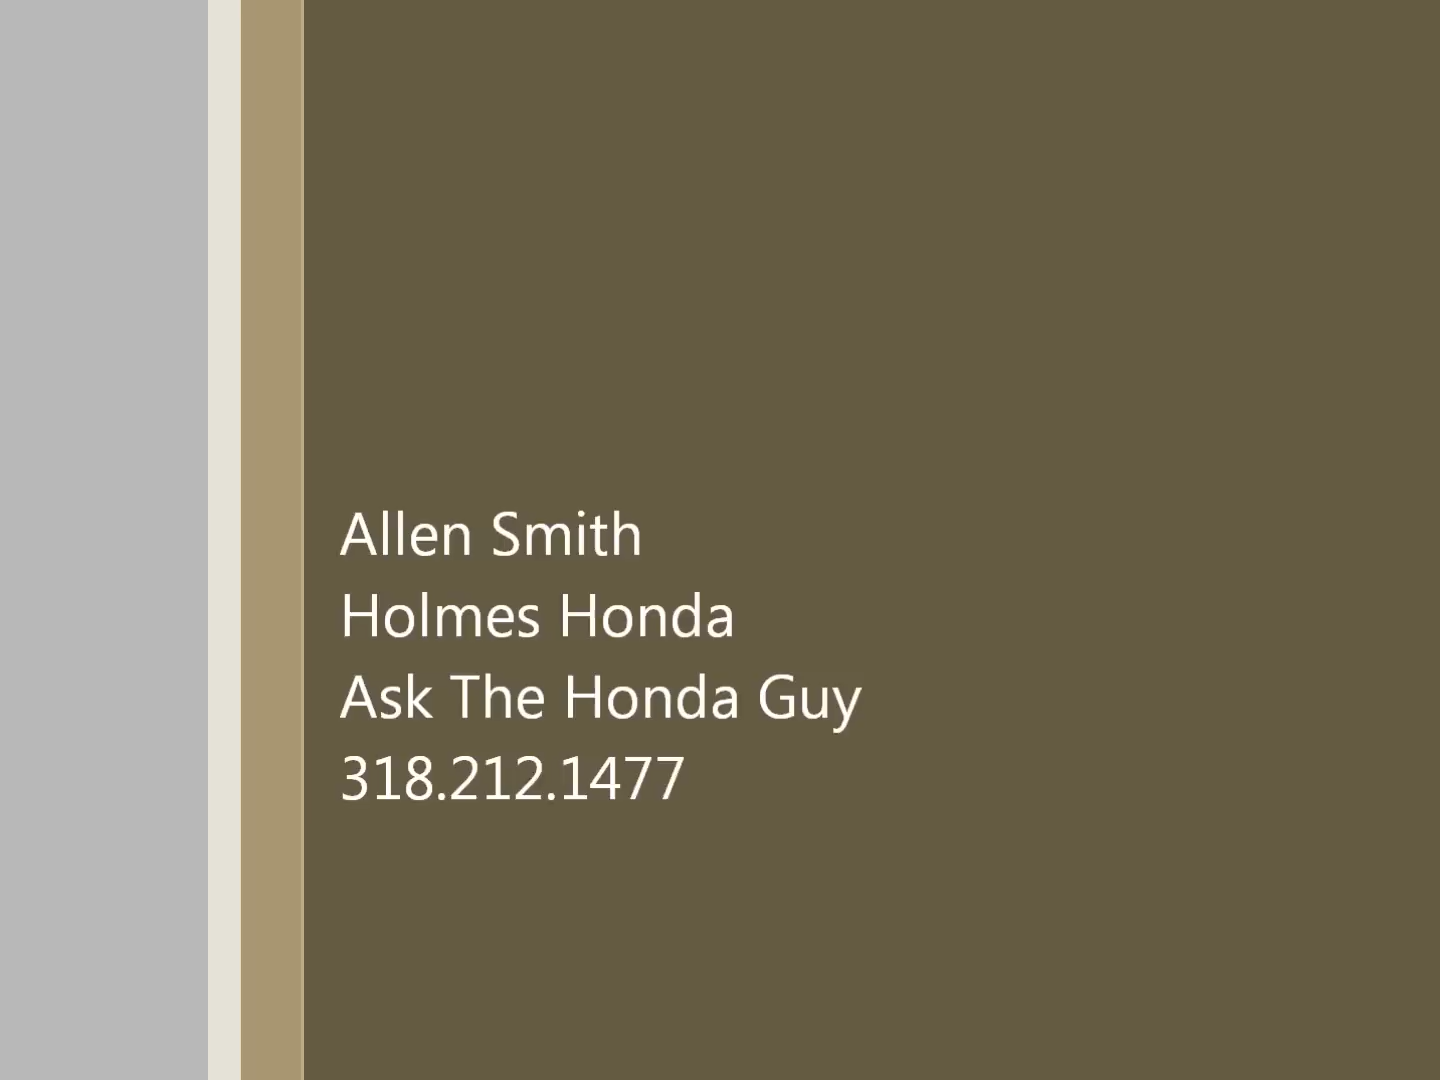 Allen Smith
Holmes Honda
Ask The Honda Guy
318.212.1477